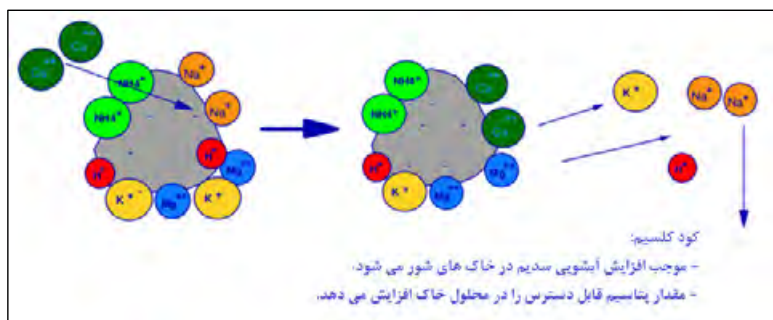 Ca++
Ca++
NH4+
NH4+
Na+
Na+
H+
H+
Mg++
K+
Mg++
K+
NH4+
NH4+
Ca++
Ca++
H+
Mg++
K+
Mg++
K+
Na+
Na+
H+
کود کلسیم:
- موجب افزایش آبشویی سدیم در خاک های شور می شود.
- مقدار پتاسیم قابل دسترس را در محلول خاک افزایش می دهد.